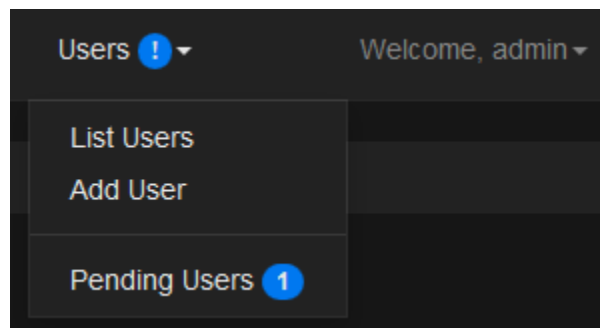 Users ! Welcome, admin
List Users
Add User
Pending Users 1